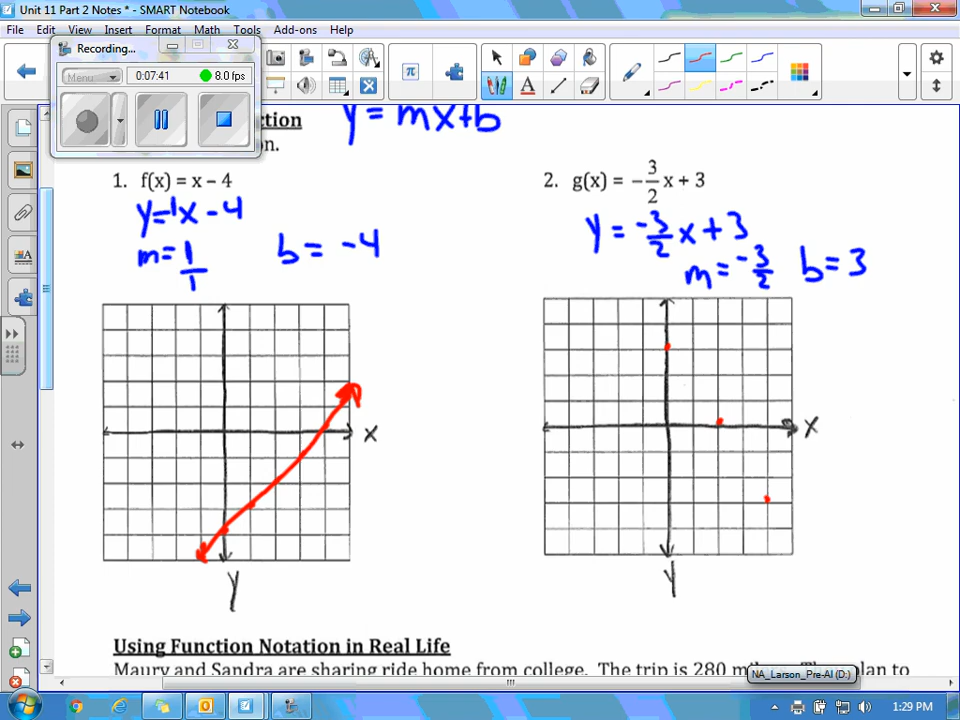 Unit 11 Part 2 Notes * - SMART Notebook
File Edit View Insert Format Math Tools Add-ons Help
Recording...
Menu 0:07:41 8.0 fps
y = mx+b
ction
on.
1. f(x) = x – 4
2. g(x) = −3/2 x + 3
y=1x - 4
y = -3/2 x + 3
m = 1/1 b = -4
m = -3/2 b = 3
X
X
y
y
Using Function Notation in Real Life
Maury and Sandra are sharing ride home from college. The trip is 280 plan to
NA_Larson_Pre-Al (D:)
1:29 PM